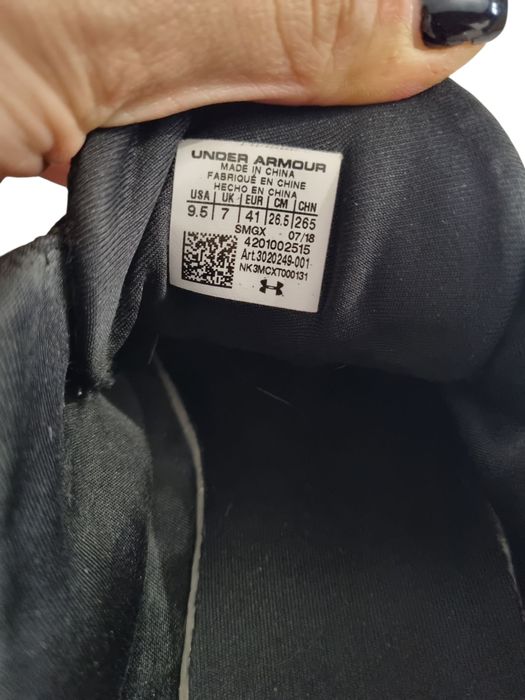 UNDER ARMOUR
MADE IN CHINA
FABRIQUÉ EN CHINE
HECHO EN CHINA
USA UK EUR CM CHN
9.5 7 41 26.5 265
SMGX 07/18
4201002515
Art.3020249-001
NK3MCXT000131